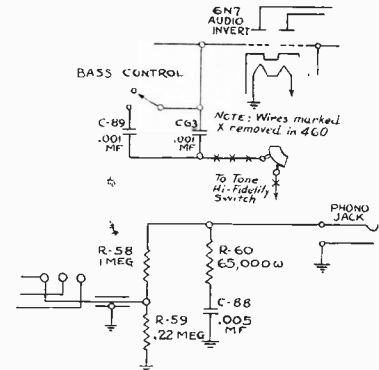 6N7
AUDIO
INVERT
BASS CONTROL
C-89
.001
MF
C63
.001
MF
NOTE: Wires marked
X removed in 460
To Tone
Hi-Fidelity
Switch
PHONO
JACK
R-58
1 MEG
R-60
65,000ω
C-88
.005
MF
R-59
.22 MEG